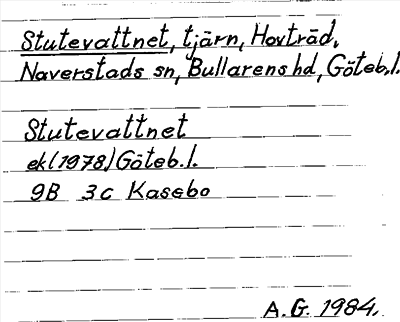 Stutevattnet, tjärn, Hovträd,
Naverstads sn, Bullarens hd, Göteb.l.
Stutevattnet
ek (1978) Göteb.l.
9B 3c Kasebo
A.G. 1984.